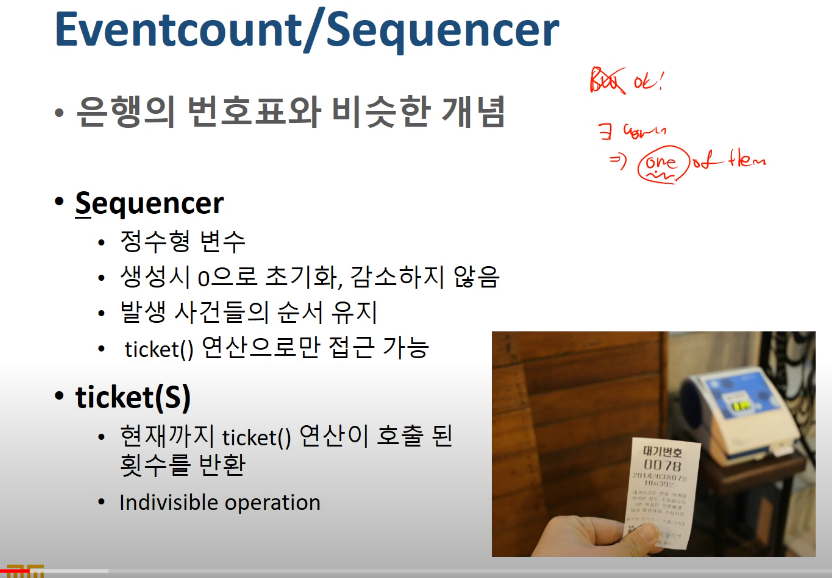 Eventcount/Sequencer
• 은행의 번호표와 비슷한 개념
ok!
⇒ one of them
• Sequencer
• 정수형 변수
• 생성시 0으로 초기화, 감소하지 않음
• 발생 사건들의 순서 유지
• ticket() 연산으로만 접근 가능
• ticket(S)
• 현재까지 ticket() 연산이 호출 된
횟수를 반환
• Indivisible operation
대기번호
0078